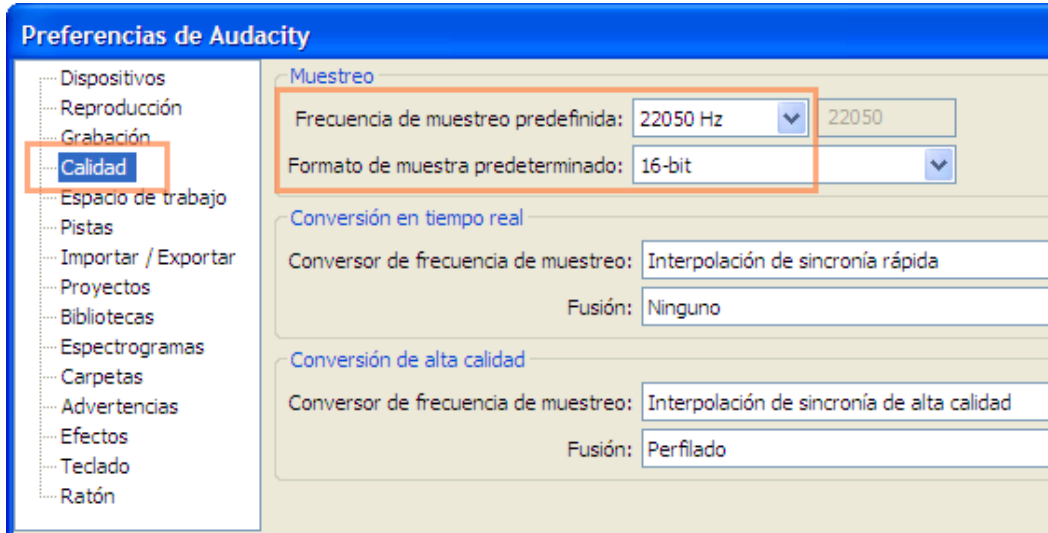 Preferencias de Audacity
Dispositivos
Reproducción
Grabación
Calidad
Espacio de trabajo
Pistas
Importar / Exportar
Proyectos
Bibliotecas
Espectrogramas
Carpetas
Advertencias
Efectos
Teclado
Ratón
Muestreo
Frecuencia de muestreo predefinida: 22050 Hz 22050
Formato de muestra predeterminado: 16-bit
Conversión en tiempo real
Conversor de frecuencia de muestreo: Interpolación de sincronía rápida
Fusión: Ninguno
Conversión de alta calidad
Conversor de frecuencia de muestreo: Interpolación de sincronía de alta calidad
Fusión: Perfilado